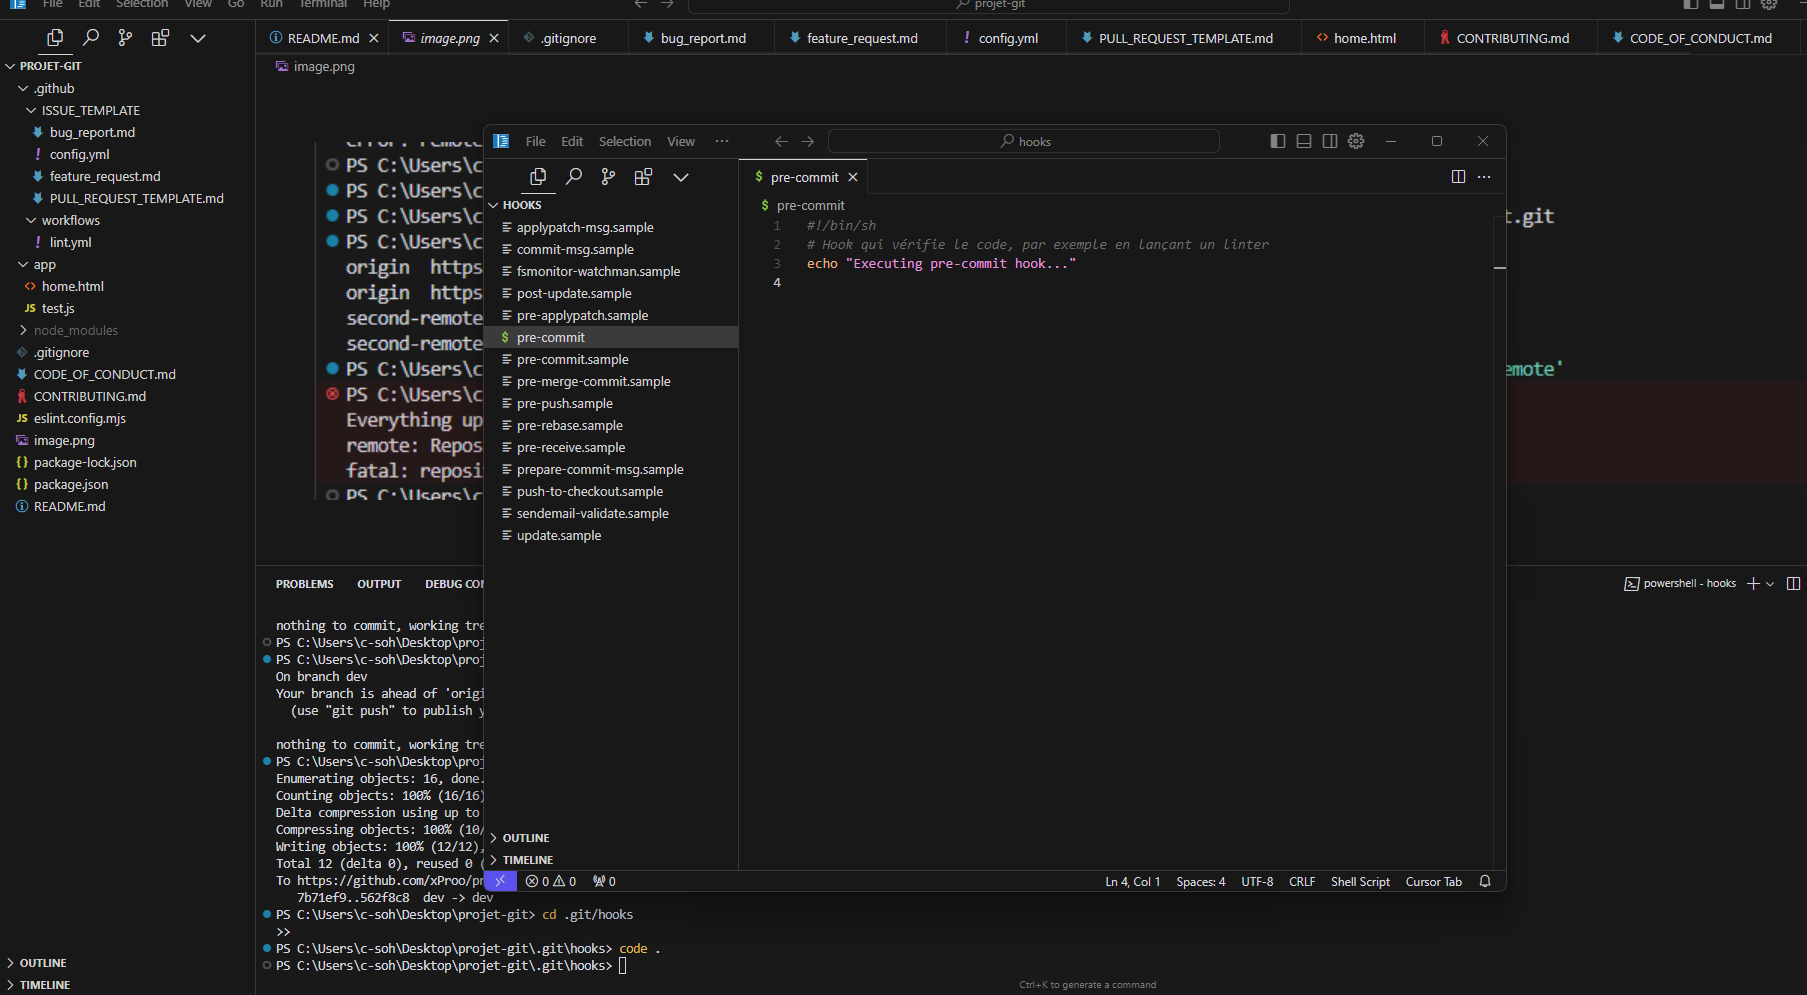 File Edit Selection View Go Run Terminal Help
projet-git
README.md
image.png
.gitignore
bug_report.md
feature_request.md
config.yml
PULL_REQUEST_TEMPLATE.md
home.html
CONTRIBUTING.md
CODE_OF_CONDUCT.md
PROJET-GIT
.github
ISSUE_TEMPLATE
bug_report.md
config.yml
feature_request.md
PULL_REQUEST_TEMPLATE.md
workflows
lint.yml
app
home.html
JS test.js
node_modules
.gitignore
CODE_OF_CONDUCT.md
CONTRIBUTING.md
JS eslint.config.mjs
image.png
{} package-lock.json
{} package.json
README.md
OUTLINE
TIMELINE
image.png
error: remote
PS C:\Users\c
PS C:\Users\c
PS C:\Users\c
PS C:\Users\c
origin https
origin https
second-remote
second-remote
PS C:\Users\c
PS C:\Users\c
Everything up
remote: Repos
fatal: reposi
PS C:\Users\c
t.git
emote'
File Edit Selection View ···
hooks
HOOKS
applypatch-msg.sample
commit-msg.sample
fsmonitor-watchman.sample
post-update.sample
pre-applypatch.sample
$ pre-commit
pre-commit.sample
pre-merge-commit.sample
pre-push.sample
pre-rebase.sample
pre-receive.sample
prepare-commit-msg.sample
push-to-checkout.sample
sendemail-validate.sample
update.sample
OUTLINE
TIMELINE
$ pre-commit
$ pre-commit
1 #!/bin/sh
2 # Hook qui vérifie le code, par exemple en lançant un linter
3 echo "Executing pre-commit hook..."
4
0 0 0
Ln 4, Col 1 Spaces: 4 UTF-8 CRLF Shell Script Cursor Tab
PROBLEMS OUTPUT DEBUG CON
powershell - hooks
nothing to commit, working tre
PS C:\Users\c-soh\Desktop\proj
PS C:\Users\c-soh\Desktop\proj
On branch dev
Your branch is ahead of 'origi
(use "git push" to publish y
nothing to commit, working tre
PS C:\Users\c-soh\Desktop\proj
Enumerating objects: 16, done.
Counting objects: 100% (16/16)
Delta compression using up to
Compressing objects: 100% (10/
Writing objects: 100% (12/12),
Total 12 (delta 0), reused 0 (
To https://github.com/xProo/pr
7b71ef9..562f8c8 dev -> dev
PS C:\Users\c-soh\Desktop\projet-git> cd .git/hooks
>>
PS C:\Users\c-soh\Desktop\projet-git\.git\hooks> code .
PS C:\Users\c-soh\Desktop\projet-git\.git\hooks>
Ctrl+K to generate a command